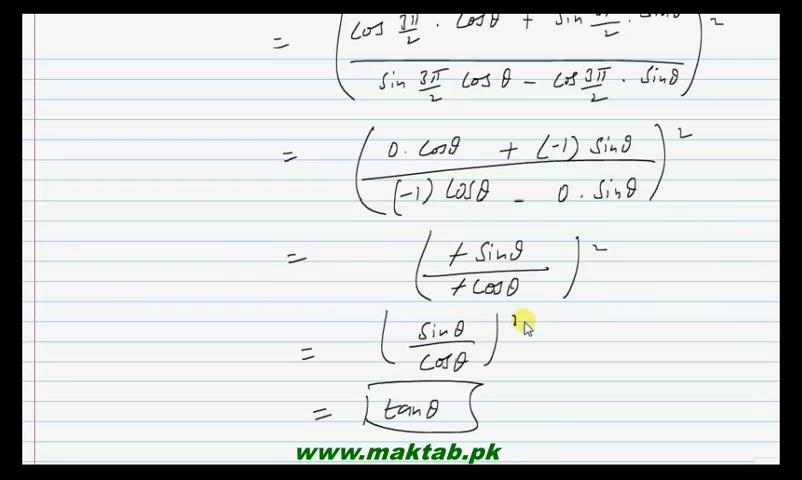 = (cos 3π/2 · cosθ + sin 3π/2 · sinθ / sin 3π/2 cosθ - cos 3π/2 · sinθ)²
= (0 · cosθ + (-1) sinθ / (-1) cosθ - 0 · sinθ)²
= (+ sinθ / + cosθ)²
= (sinθ / cosθ)²
= tanθ
www.maktab.pk